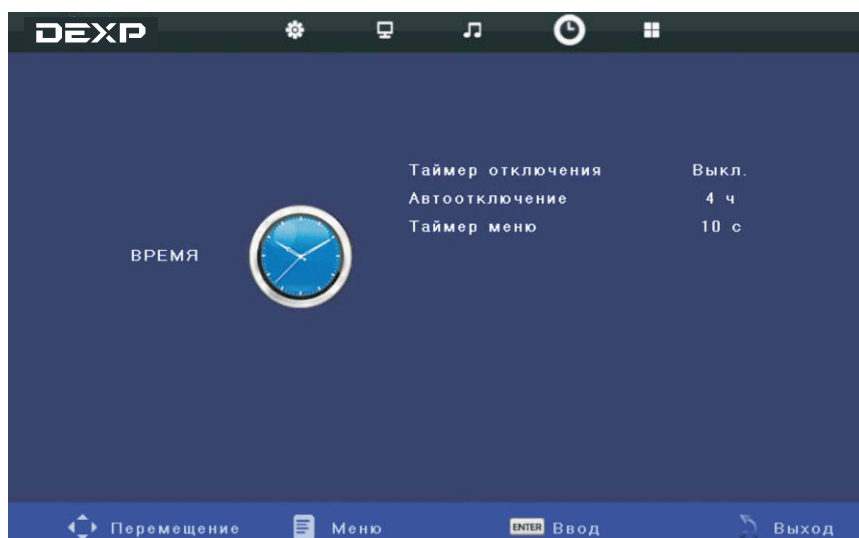 DEXP
Таймер отключения Выкл.
Автоотключение 4 ч
Таймер меню 10 с
ВРЕМЯ
Перемещение Меню ENTER Ввод Выход